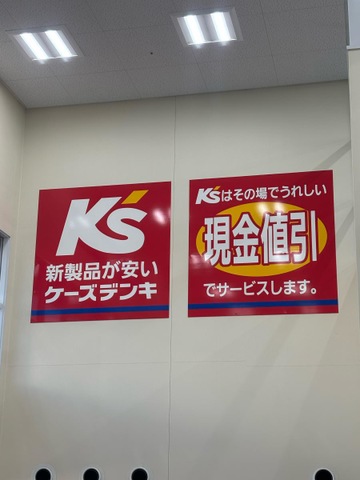 K's
新製品が安い
ケーズデンキ
K'sはその場でうれしい
現金値引
でサービスします。